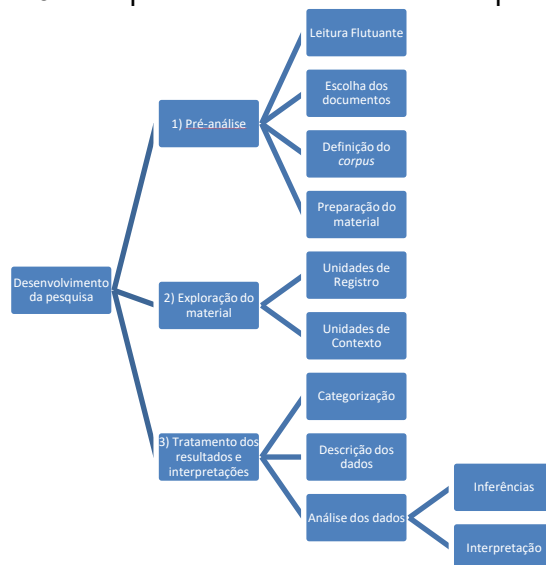 Leitura Flutuante
Escolha dos
documentos
1) Pré-análise
Definição do
corpus
Preparação do
material
Desenvolvimento
da pesquisa
2) Exploração do
material
Unidades de
Registro
Unidades de
Contexto
3) Tratamento dos
resultados e
interpretações
Categorização
Descrição dos
dados
Análise dos dados
Inferências
Interpretação